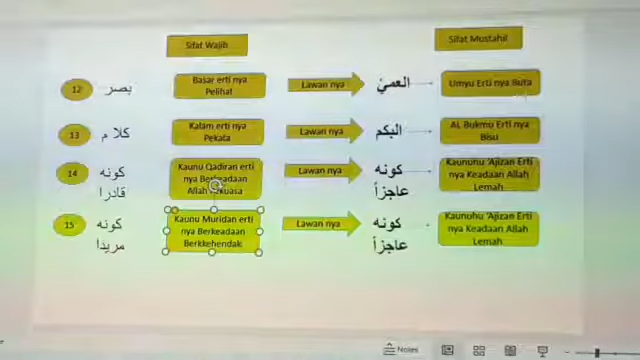 Sifat Wajib
Sifat Mustahil
12
بصر
Basar erti nya
Pelihat
Lawan nya
العمي
Umyu Erti nya Buta
13
كلام
Kalam erti nya
Pekata
Lawan nya
البكم
AL Bukmu Erti nya
Bisu
14
كونه
قادرا
Kaunu Qadiran erti
nya Berkeadaan
Allah
Lawan nya
كونه
عاجزاً
Kaununu 'Ajizan Erti
nya Keadaan Allah
Lemah
15
كونه
مريدا
Kaunu Muridan erti
nya Berkeadaan
Berkkehendak
Lawan nya
كونه
عاجزاً
Kaunuhu 'Ajizan Erti
nya Keadaan Allah
Lemah
Notes